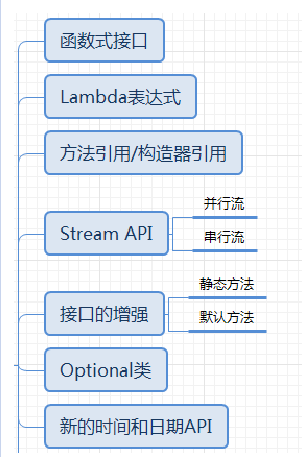 函数式接口
Lambda表达式
方法引用/构造器引用
Stream API
并行流
串行流
接口的增强
静态方法
默认方法
Optional类
新的时间和日期API